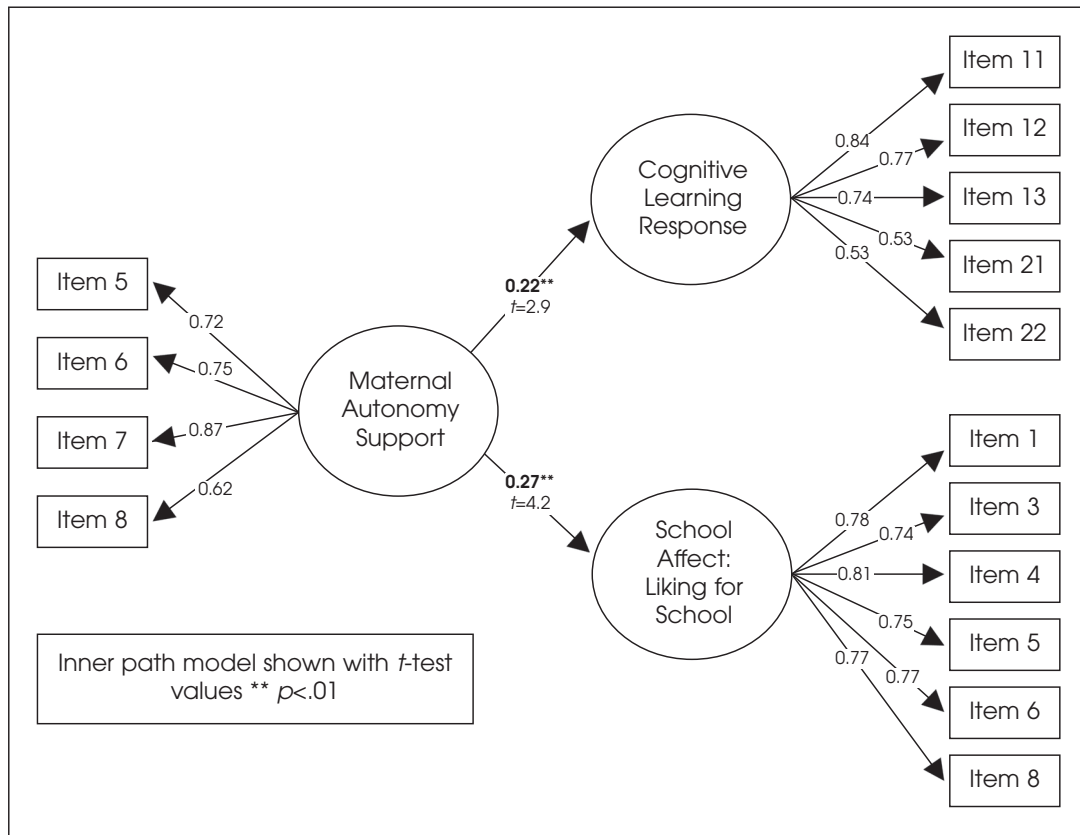 Item 5
Item 6
Item 7
Item 8
0.72
0.75
0.87
0.62
Maternal
Autonomy
Support
0.22**
t=2.9
0.27**
t=4.2
Cognitive
Learning
Response
0.84
0.77
0.74
0.53
0.53
Item 11
Item 12
Item 13
Item 21
Item 22
School
Affect:
Liking for
School
0.78
0.74
0.81
0.75
0.77
0.77
Item 1
Item 3
Item 4
Item 5
Item 6
Item 8
Inner path model shown with t-test
values ** p<.01